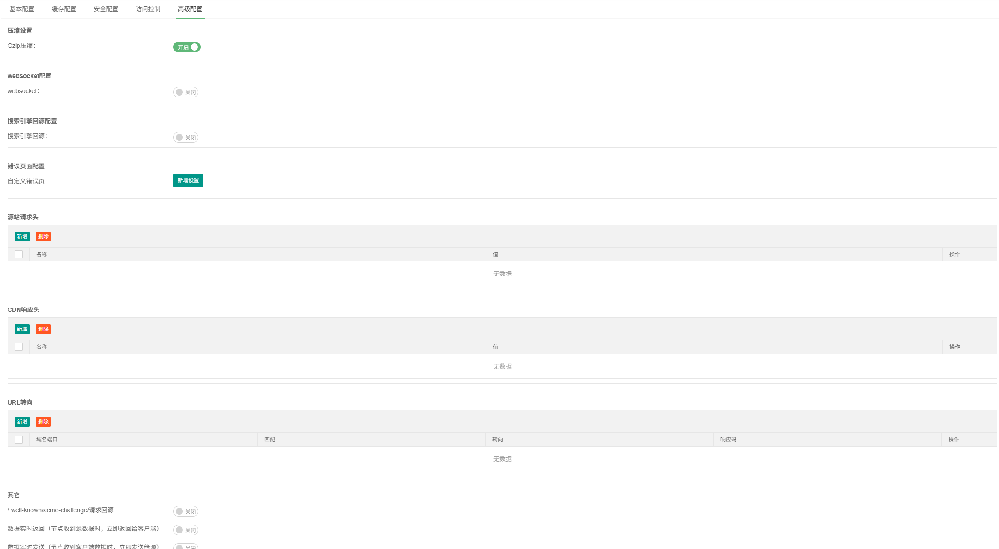 基本配置 缓存配置 安全配置 访问控制 高级配置
压缩设置
Gzip压缩： 开启
websocket配置
websocket： 关闭
搜索引擎回源配置
搜索引擎回源： 关闭
错误页面配置
自定义错误页 新增设置
源站请求头
新增 删除
名称 值 操作
无数据
CDN响应头
新增 删除
名称 值 操作
无数据
URL转向
新增 删除
域名端口 匹配 转向 响应码 操作
无数据
其它
/.well-known/acme-challenge/请求回源 关闭
数据实时返回（节点收到源数据时，立即返回给客户端） 关闭
数据实时发送（节点收到客户端数据时，立即发送给源） 关闭